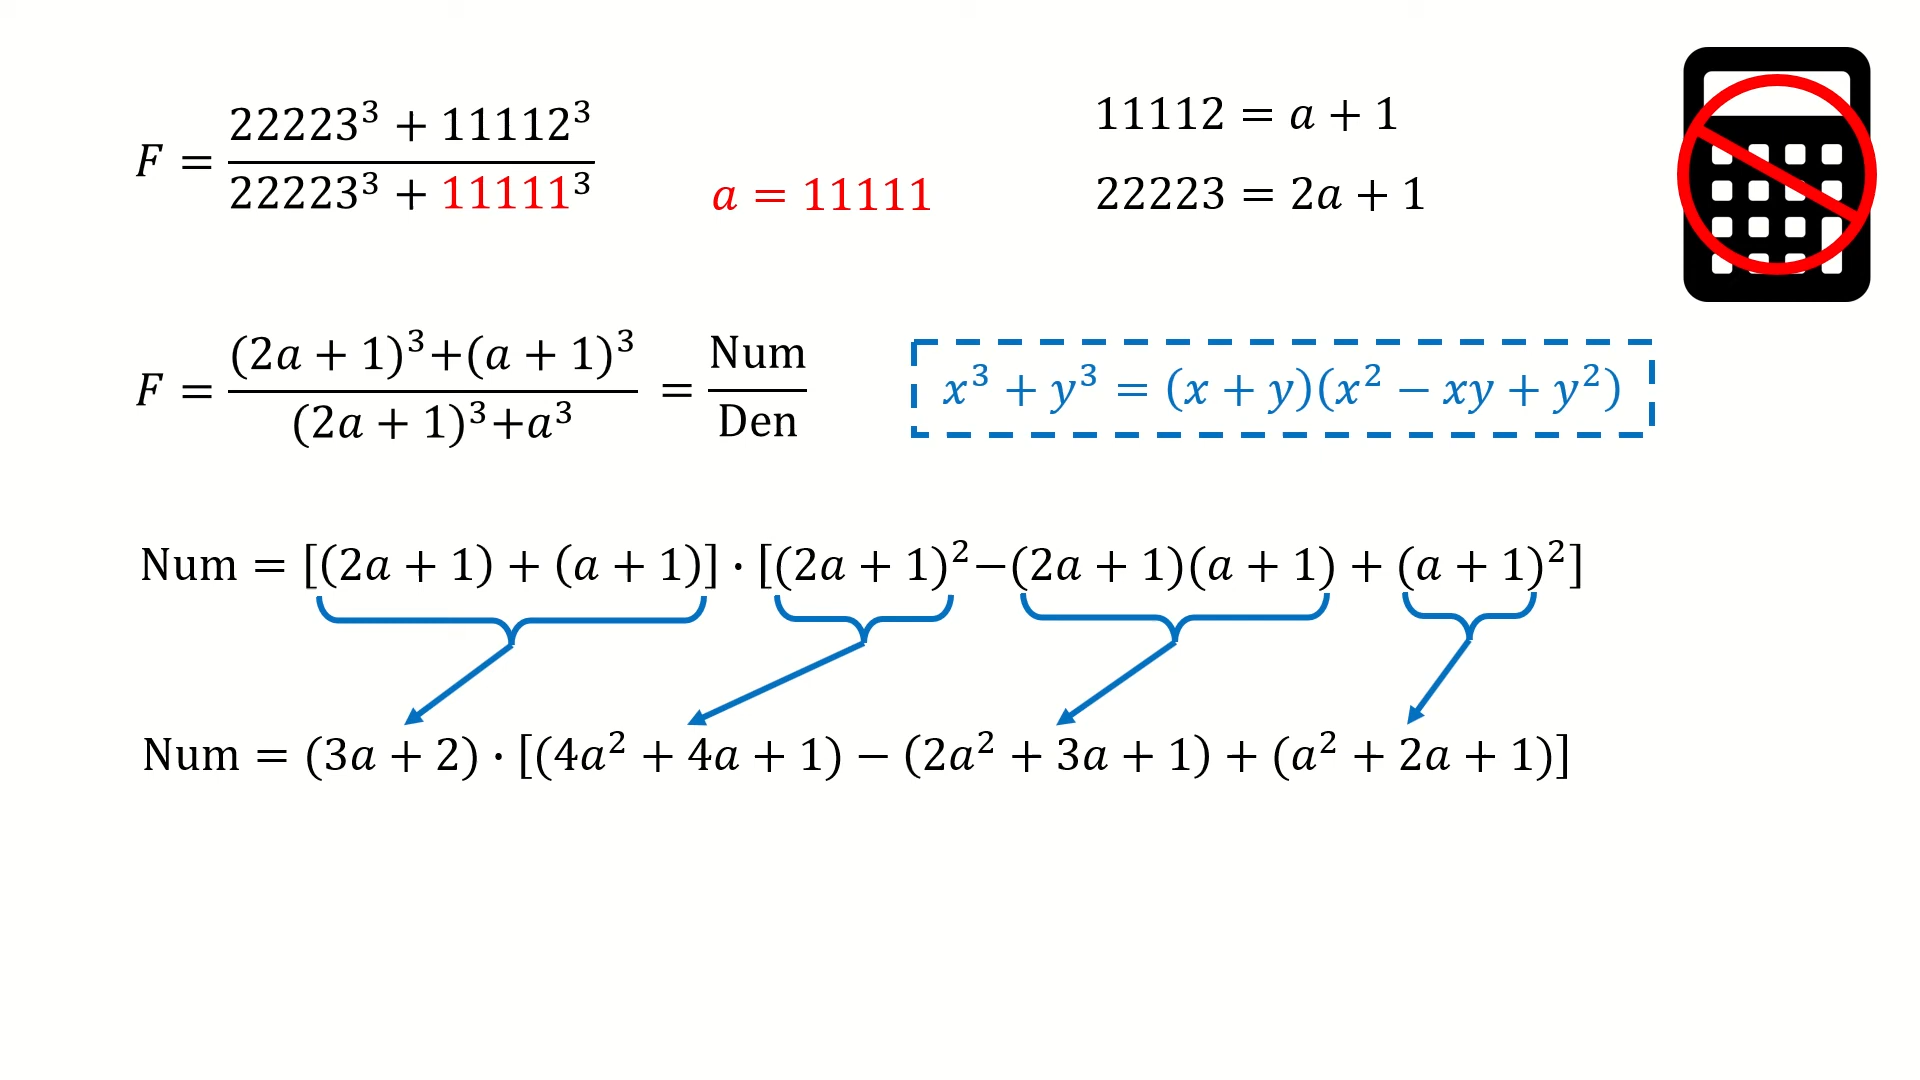 F = (22223³ + 11112³)/(22223³ + 11111³)
a = 11111
11112 = a + 1
22223 = 2a + 1
F = ((2a + 1)³+(a + 1)³)/((2a + 1)³+a³) = Num/Den
x³ + y³ = (x + y)(x² − xy + y²)
Num = [(2a + 1) + (a + 1)] · [(2a + 1)²−(2a + 1)(a + 1) + (a + 1)²]
Num = (3a + 2) · [(4a² + 4a + 1) − (2a² + 3a + 1) + (a² + 2a + 1)]